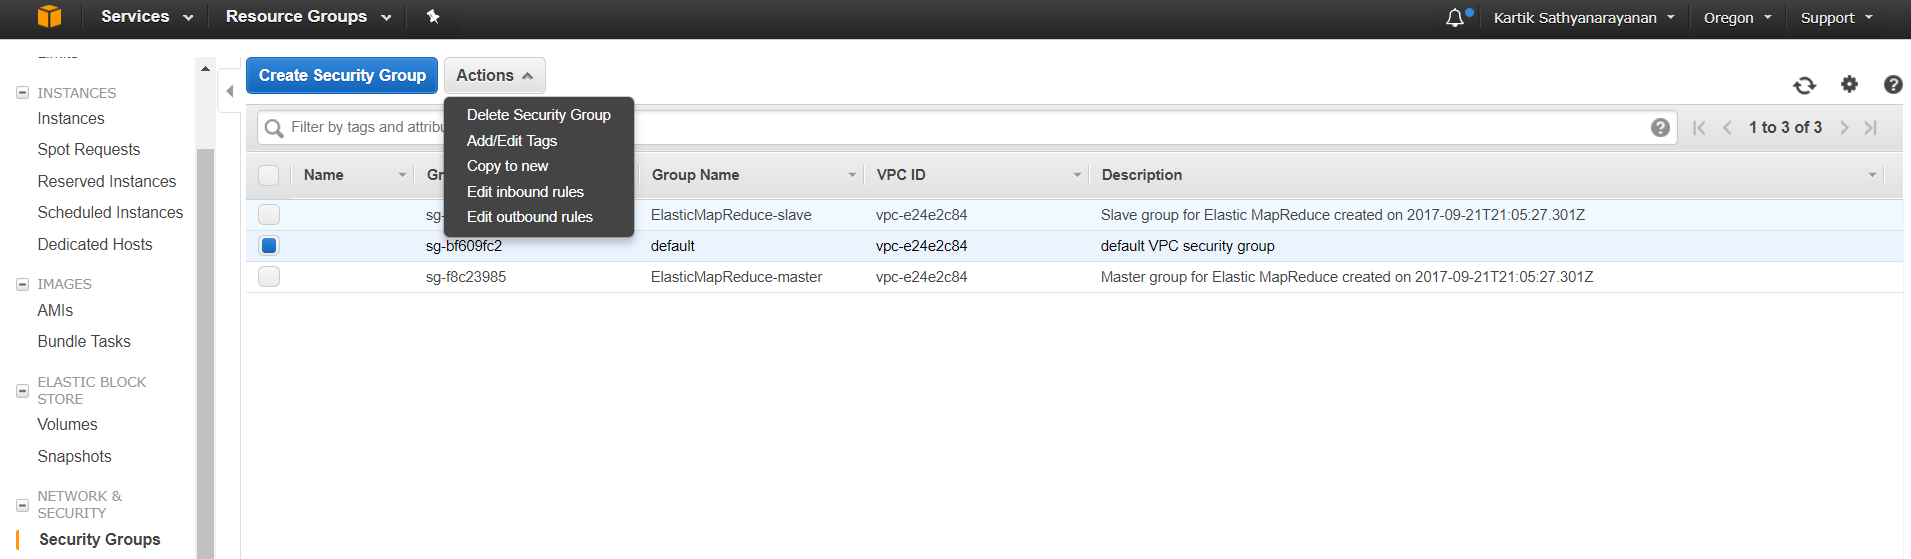 Services Resource Groups Kartik Sathyanarayanan Oregon Support
Create Security Group Actions
Delete Security Group
Add/Edit Tags
Copy to new
Edit inbound rules
Edit outbound rules
Filter by tags and 1 to 3 of 3
Name Group Name VPC ID Description
sg- ElasticMapReduce-slave vpc-e24e2c84 Slave group for Elastic MapReduce created on 2017-09-21T21:05:27.301Z
sg-bf609fc2 default vpc-e24e2c84 default VPC security group
sg-f8c23985 ElasticMapReduce-master vpc-e24e2c84 Master group for Elastic MapReduce created on 2017-09-21T21:05:27.301Z
INSTANCES
Instances
Spot Requests
Reserved Instances
Scheduled Instances
Dedicated Hosts
IMAGES
AMIs
Bundle Tasks
ELASTIC BLOCK
STORE
Volumes
Snapshots
NETWORK &
SECURITY
Security Groups